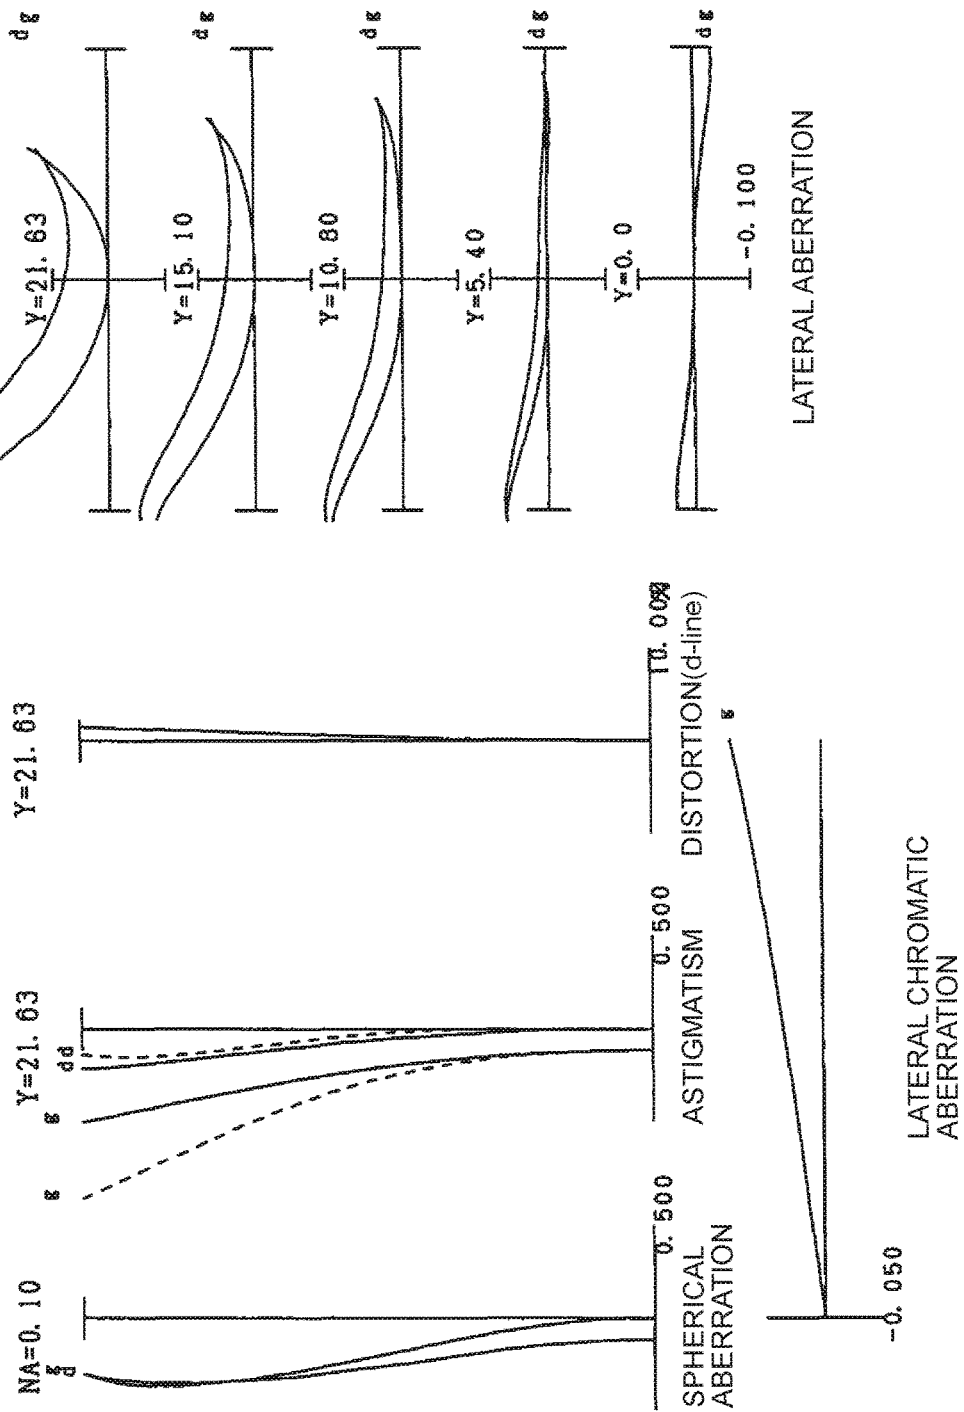 NA=0. 10
g
d
0. 500
SPHERICAL
ABERRATION
Y=21. 63
g
g
d d
0. 500
ASTIGMATISM
Y=21. 63
10. 00%
DISTORTION(d-line)
g
-0. 050
LATERAL CHROMATIC
ABERRATION
Y=21. 63
d g
Y=15. 10
d g
Y=10. 80
d g
Y=5. 40
d g
Y=0. 0
d g
-0. 100
LATERAL ABERRATION